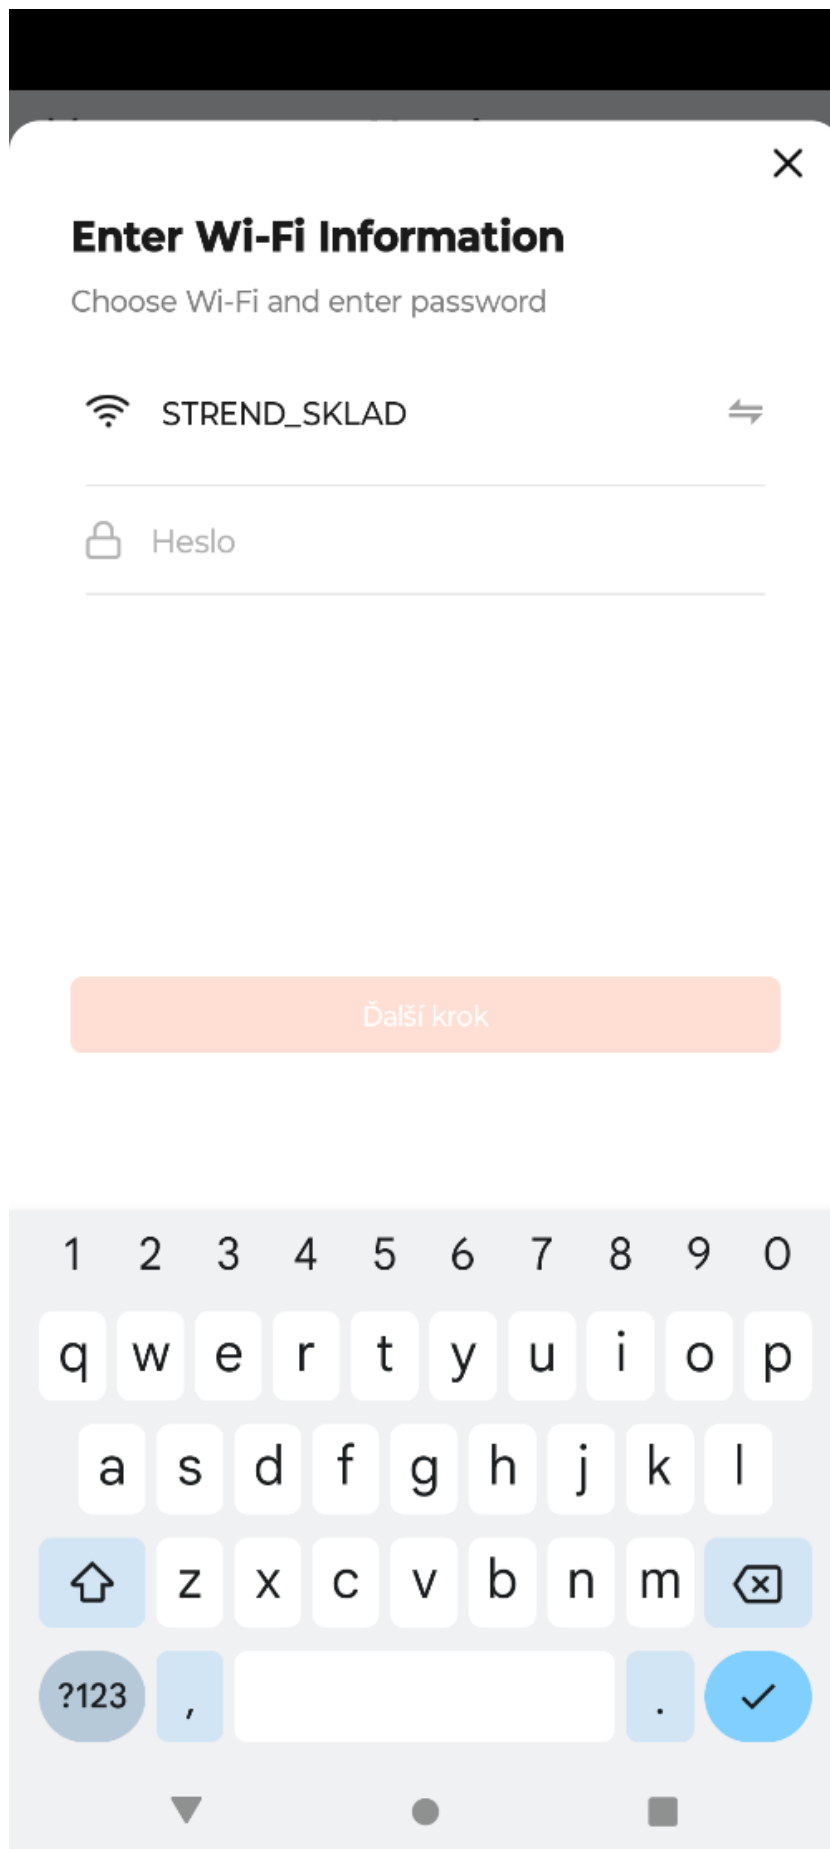 Enter Wi-Fi Information
Choose Wi-Fi and enter password
STREND_SKLAD
Heslo
Ďalší krok
1 2 3 4 5 6 7 8 9 0
q w e r t y u i o p
a s d f g h j k l
z x c v b n m
?123 , .